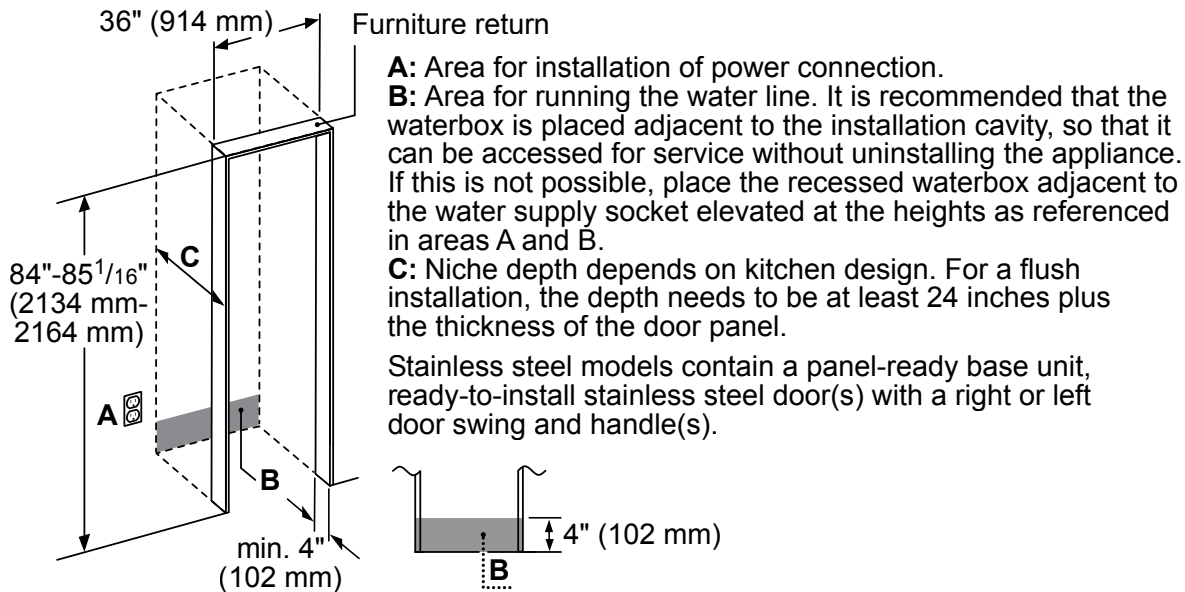 36" (914 mm)
Furniture return
A: Area for installation of power connection.
B: Area for running the water line. It is recommended that the
waterbox is placed adjacent to the installation cavity, so that it
can be accessed for service without uninstalling the appliance.
If this is not possible, place the recessed waterbox adjacent to
the water supply socket elevated at the heights as referenced
in areas A and B.
C: Niche depth depends on kitchen design. For a flush
installation, the depth needs to be at least 24 inches plus
the thickness of the door panel.
Stainless steel models contain a panel-ready base unit,
ready-to-install stainless steel door(s) with a right or left
door swing and handle(s).
C
84"-85 1/16"
(2134 mm-
2164 mm)
A
B
min. 4"
(102 mm)
4" (102 mm)
B